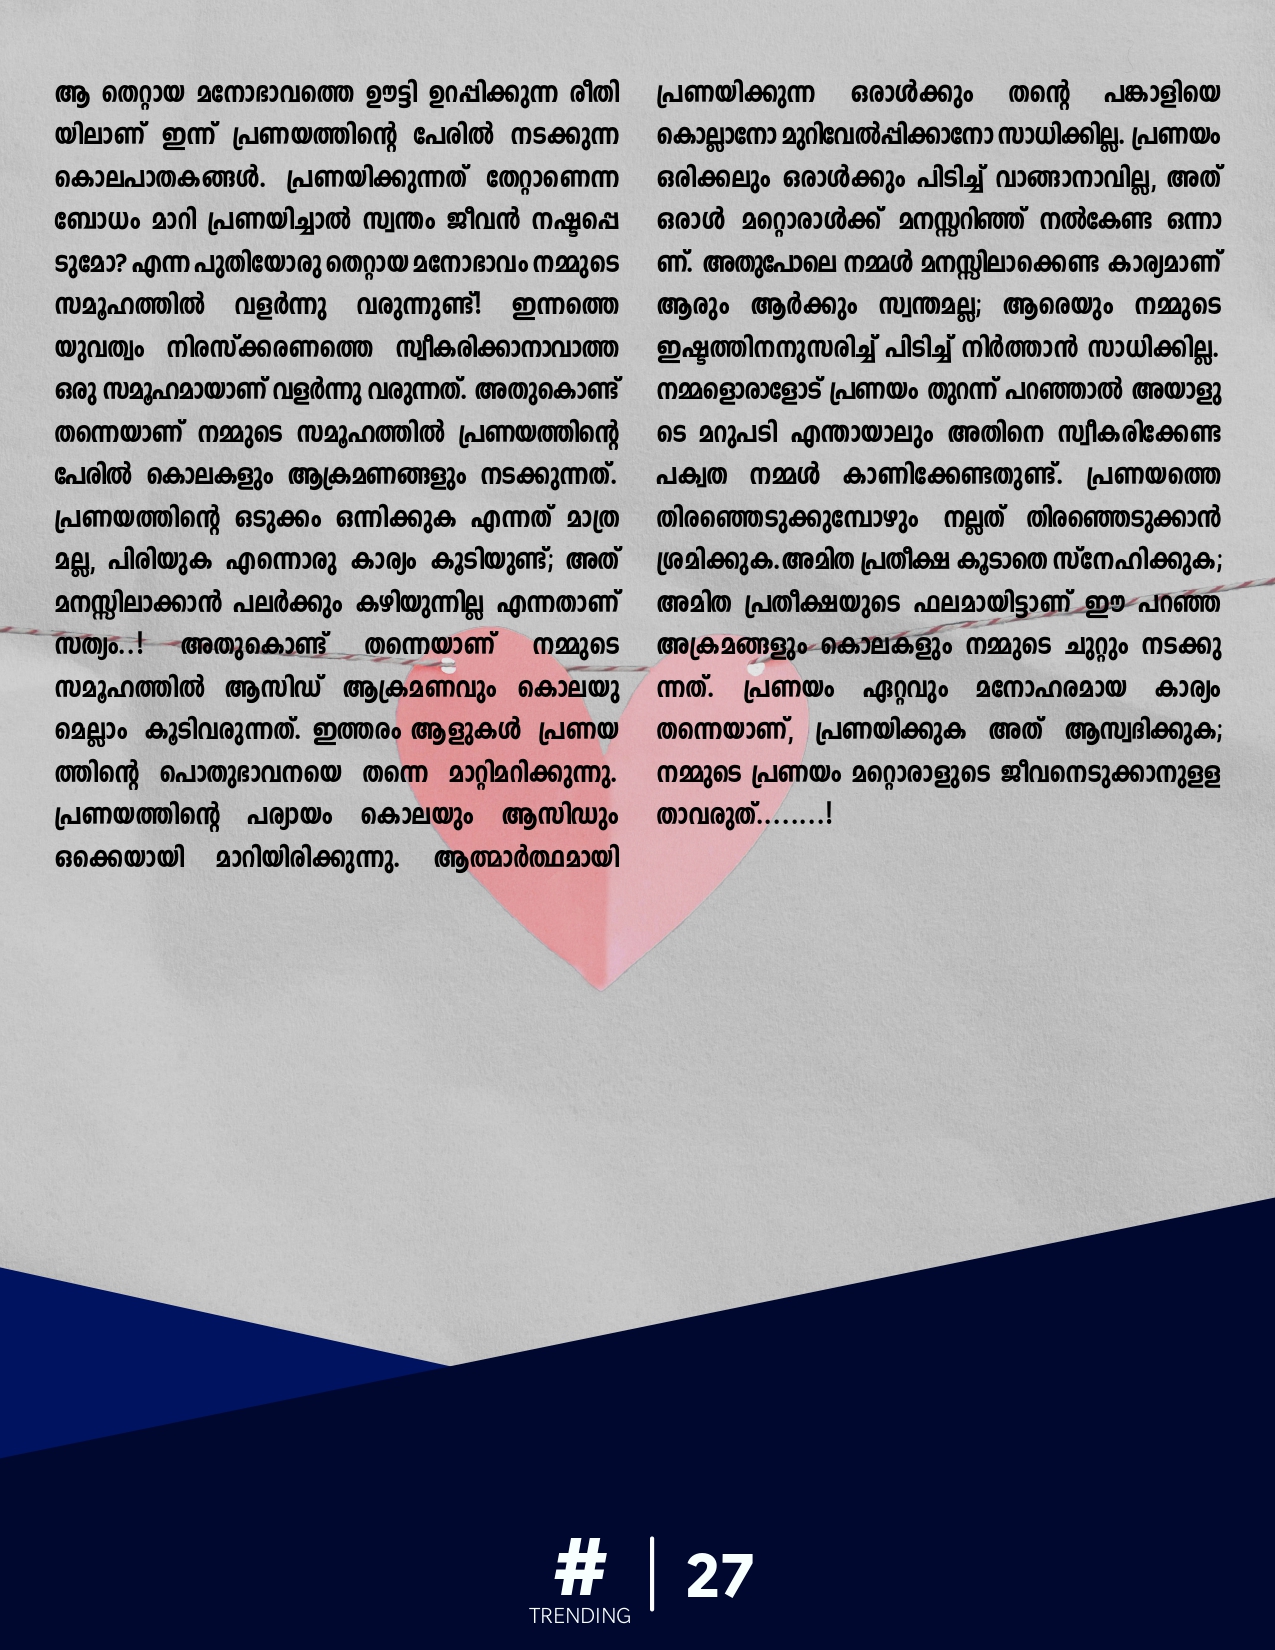 ആ തെറ്റായ മനോഭാവത്തെ ഊട്ടി ഉറപ്പിക്കുന്ന രീതി
യിലാണ് ഇന്ന് പ്രണയത്തിന്റെ പേരിൽ നടക്കുന്ന
കൊലപാതകങ്ങൾ. പ്രണയിക്കുന്നത് തേറ്റാണെന്ന
ബോധം മാറി പ്രണയിച്ചാൽ സ്വന്തം ജീവൻ നഷ്ടപ്പെ
ടുമോ? എന്ന പുതിയോരു തെറ്റായ മനോഭാവം നമ്മുടെ
സമൂഹത്തിൽ വളർന്നു വരുന്നുണ്ട്! ഇന്നത്തെ
യുവത്വം നിരസ്ക്കരണത്തെ സ്വീകരിക്കാനാവാത്ത
ഒരു സമൂഹമായാണ് വളർന്നു വരുന്നത്. അതുകൊണ്ട്
തന്നെയാണ് നമ്മുടെ സമൂഹത്തിൽ പ്രണയത്തിന്റെ
പേരിൽ കൊലകളും ആക്രമണങ്ങളും നടക്കുന്നത്.
പ്രണയത്തിന്റെ ഒടുക്കം ഒന്നിക്കുക എന്നത് മാത്ര
മല്ല, പിരിയുക എന്നൊരു കാര്യം കൂടിയുണ്ട്; അത്
മനസ്സിലാക്കാൻ പലർക്കും കഴിയുന്നില്ല എന്നതാണ്
സത്യം..! അതുകൊണ്ട് തന്നെയാണ് നമ്മുടെ
സമൂഹത്തിൽ ആസിഡ് ആക്രമണവും കൊലയു
മെല്ലാം കൂടിവരുന്നത്. ഇത്തരം ആളുകൾ പ്രണയ
ത്തിന്റെ പൊതുഭാവനയെ തന്നെ മാറ്റിമറിക്കുന്നു.
പ്രണയത്തിന്റെ പര്യായം കൊലയും ആസിഡും
ഒക്കെയായി മാറിയിരിക്കുന്നു. ആത്മാർത്ഥമായി
പ്രണയിക്കുന്ന ഒരാൾക്കും തന്റെ പങ്കാളിയെ
കൊല്ലാനോ മുറിവേൽപ്പിക്കാനോ സാധിക്കില്ല. പ്രണയം
ഒരിക്കലും ഒരാൾക്കും പിടിച്ച് വാങ്ങാനാവില്ല, അത്
ഒരാൾ മറ്റൊരാൾക്ക് മനസ്സറിഞ്ഞ് നൽകേണ്ട ഒന്നാ
ണ്. അതുപോലെ നമ്മൾ മനസ്സിലാക്കെണ്ട കാര്യമാണ്
ആരും ആർക്കും സ്വന്തമല്ല; ആരെയും നമ്മുടെ
ഇഷ്ടത്തിനനുസരിച്ച് പിടിച്ച് നിർത്താൻ സാധിക്കില്ല.
നമ്മളൊരാളോട് പ്രണയം തുറന്ന് പറഞ്ഞാൽ അയാളു
ടെ മറുപടി എന്തായാലും അതിനെ സ്വീകരിക്കേണ്ട
പക്വത നമ്മൾ കാണിക്കേണ്ടതുണ്ട്. പ്രണയത്തെ
തിരഞ്ഞെടുക്കുമ്പോഴും നല്ലത് തിരഞ്ഞെടുക്കാൻ
ശ്രമിക്കുക.അമിത പ്രതീക്ഷ കൂടാതെ സ്നേഹിക്കുക;
അമിത പ്രതീക്ഷയുടെ ഫലമായിട്ടാണ് ഈ പറഞ്ഞ
അക്രമങ്ങളും കൊലകളും നമ്മുടെ ചുറ്റും നടക്കു
ന്നത്. പ്രണയം ഏറ്റവും മനോഹരമായ കാര്യം
തന്നെയാണ്, പ്രണയിക്കുക അത് ആസ്വദിക്കുക;
നമ്മുടെ പ്രണയം മറ്റൊരാളുടെ ജീവനെടുക്കാനുളള
താവരുത്........!
# | 27
TRENDING